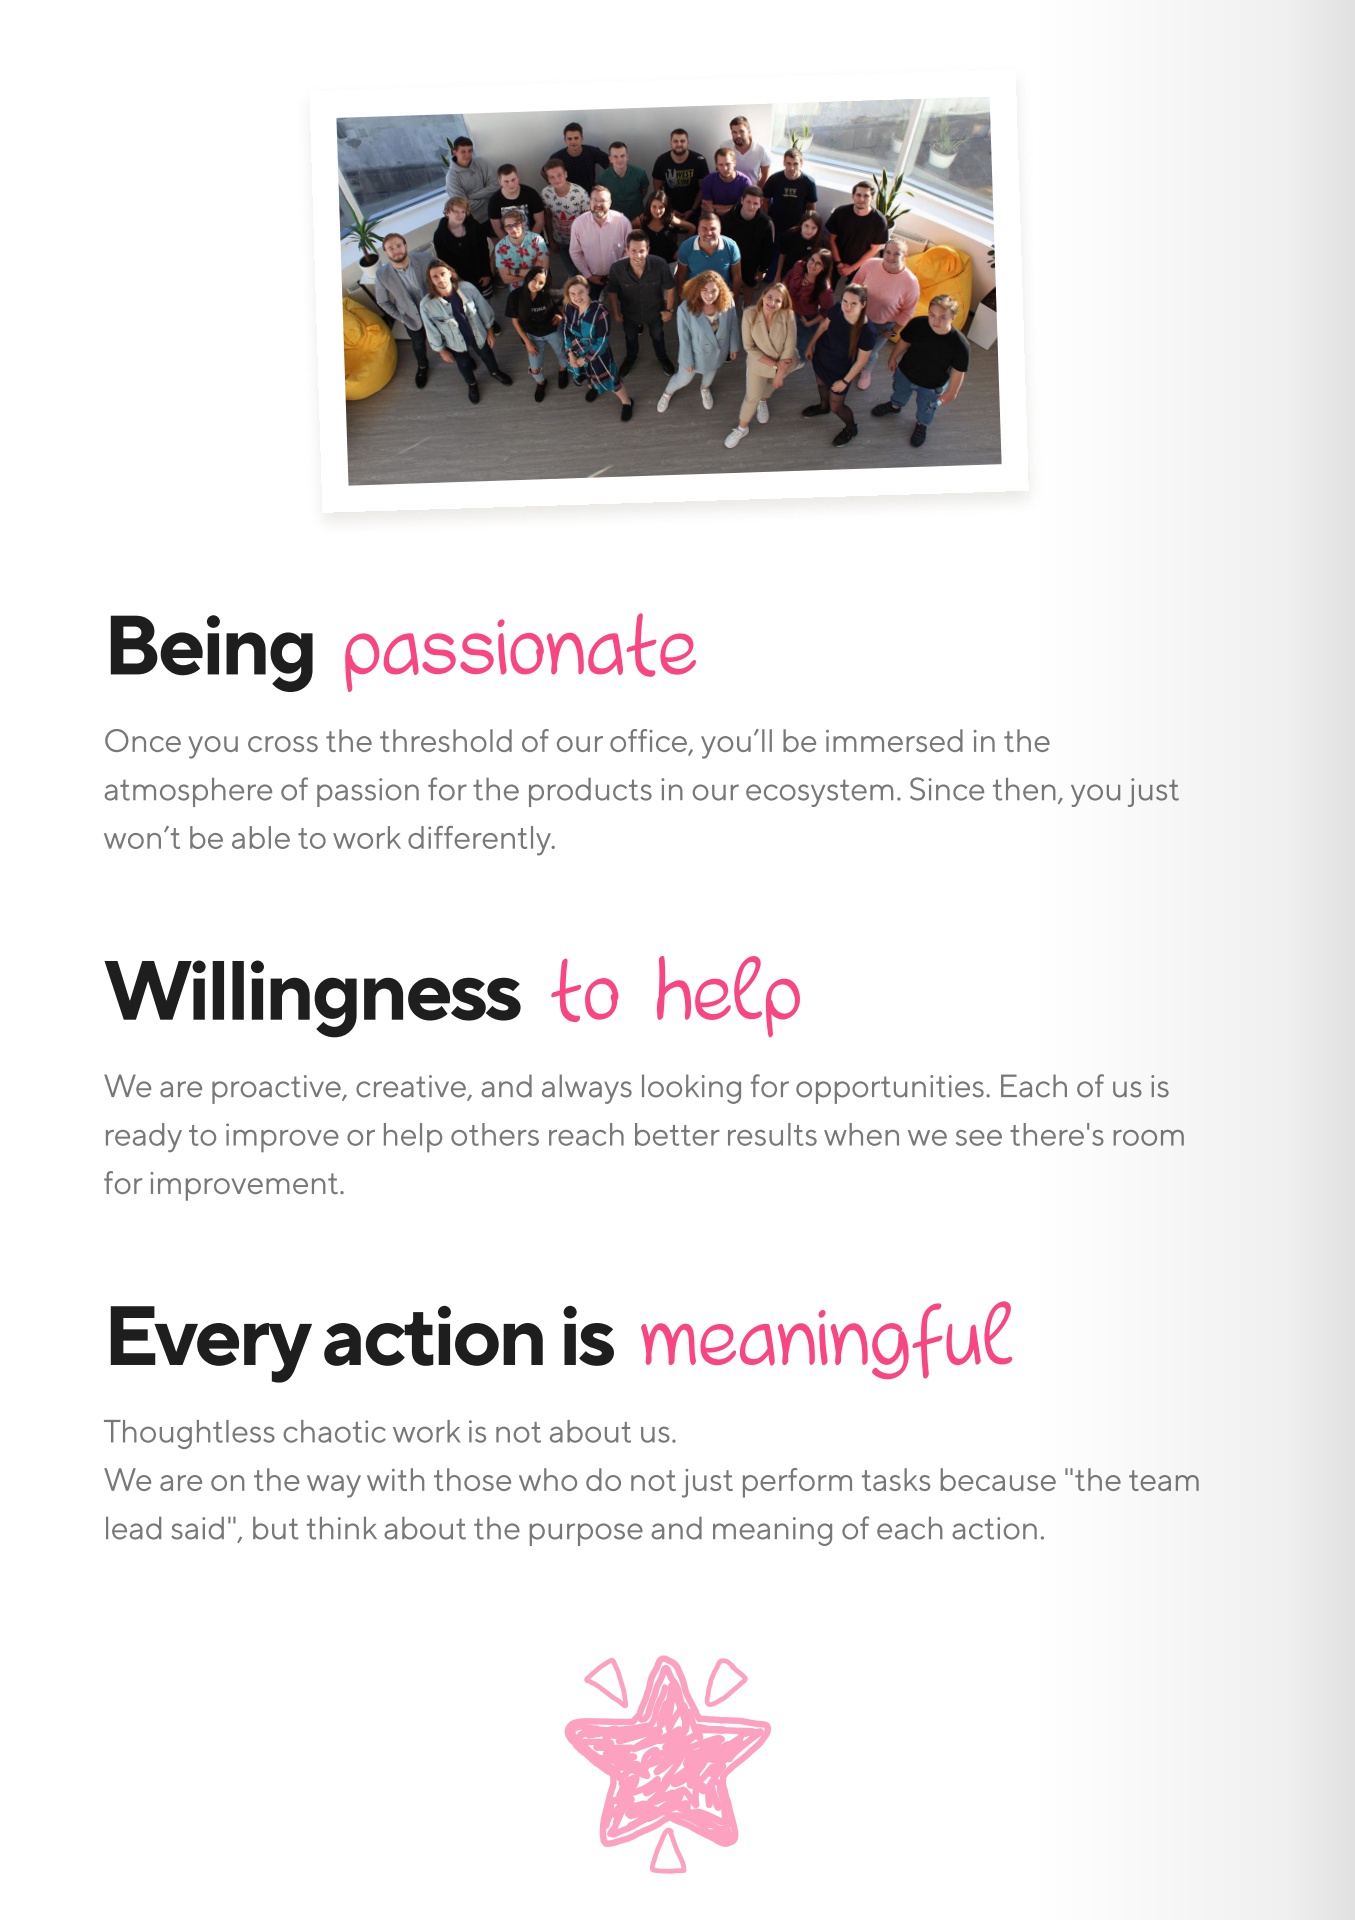 Being passionate
Once you cross the threshold of our office, you’ll be immersed in the
atmosphere of passion for the products in our ecosystem. Since then, you just
won’t be able to work differently.
Willingness to help
We are proactive, creative, and always looking for opportunities. Each of us is
ready to improve or help others reach better results when we see there's room
for improvement.
Every action is meaningful
Thoughtless chaotic work is not about us.
We are on the way with those who do not just perform tasks because "the team
lead said", but think about the purpose and meaning of each action.